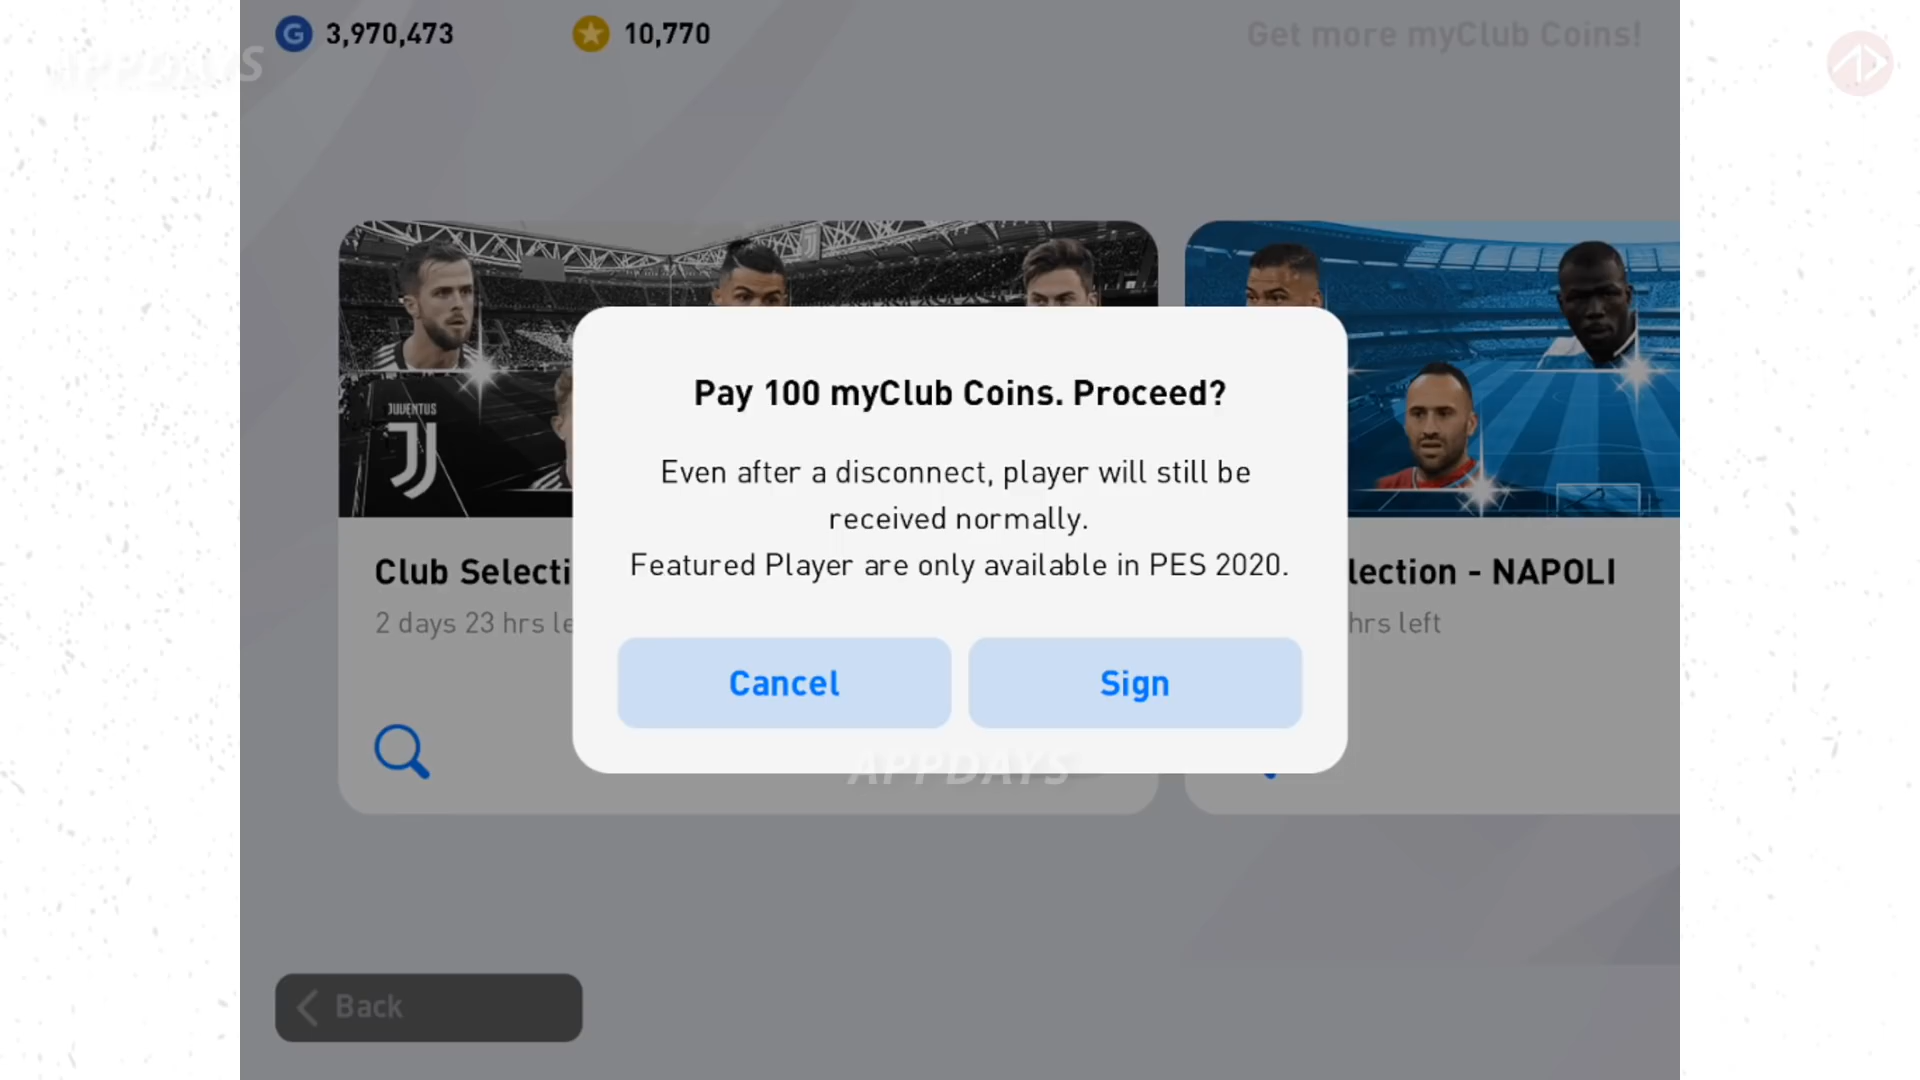 3,970,473
10,770
Get more myClub Coins!
APPDAYS
JUVENTUS
Pay 100 myClub Coins. Proceed?
Even after a disconnect, player will still be
received normally.
Featured Player are only available in PES 2020.
Cancel
Sign
Club Selecti
2 days 23 hrs le
lection - NAPOLI
hrs left
APPDAYS
Back